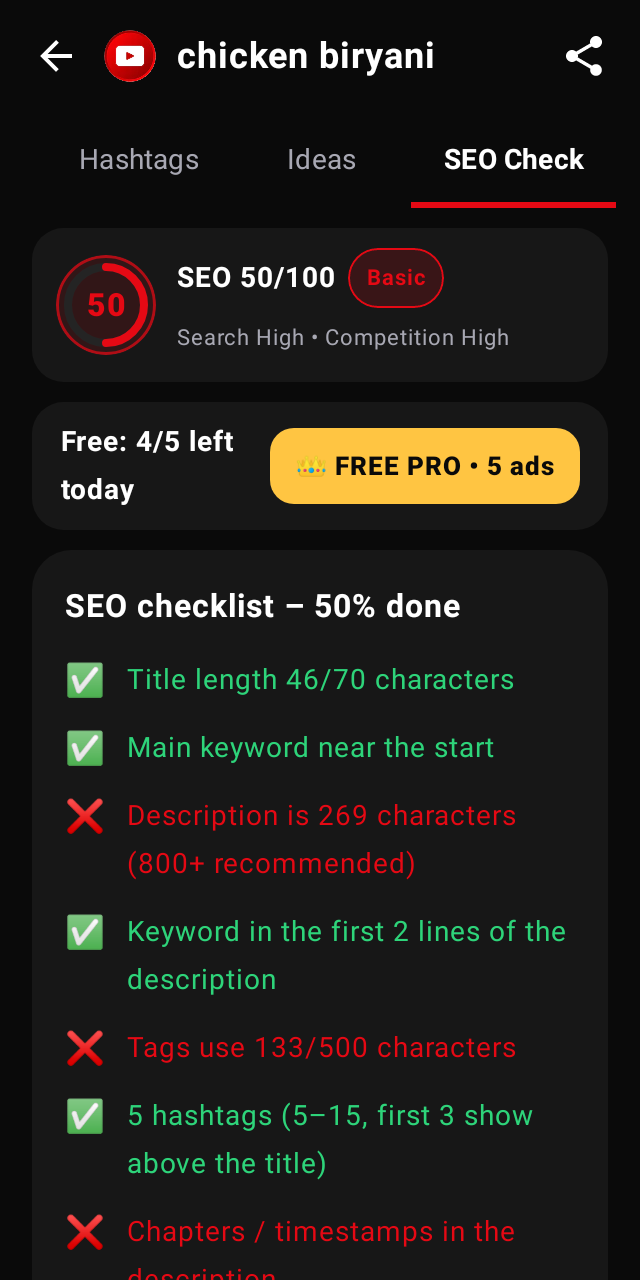 chicken biryani
Hashtags
Ideas
SEO Check
50
SEO 50/100
Basic
Search High • Competition High
Free: 4/5 left
today
👑 FREE PRO • 5 ads
SEO checklist – 50% done
✅ Title length 46/70 characters
✅ Main keyword near the start
❌ Description is 269 characters
(800+ recommended)
✅ Keyword in the first 2 lines of the
description
❌ Tags use 133/500 characters
✅ 5 hashtags (5–15, first 3 show
above the title)
❌ Chapters / timestamps in the
description